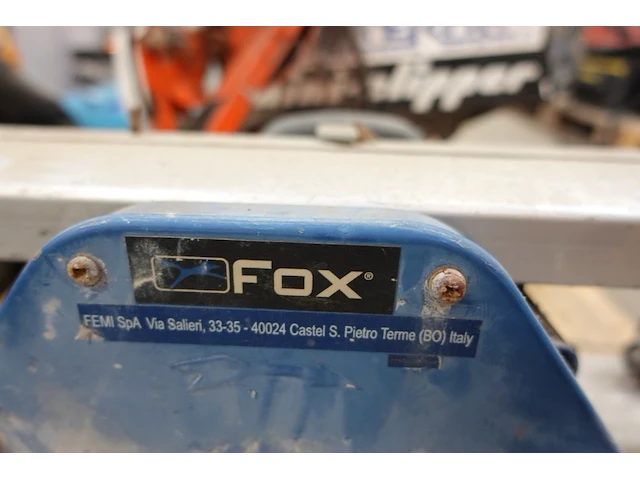 Fox®
FEMI SpA Via Salieri, 33-35 - 40024 Castel S. Pietro Terme (BO) Italy